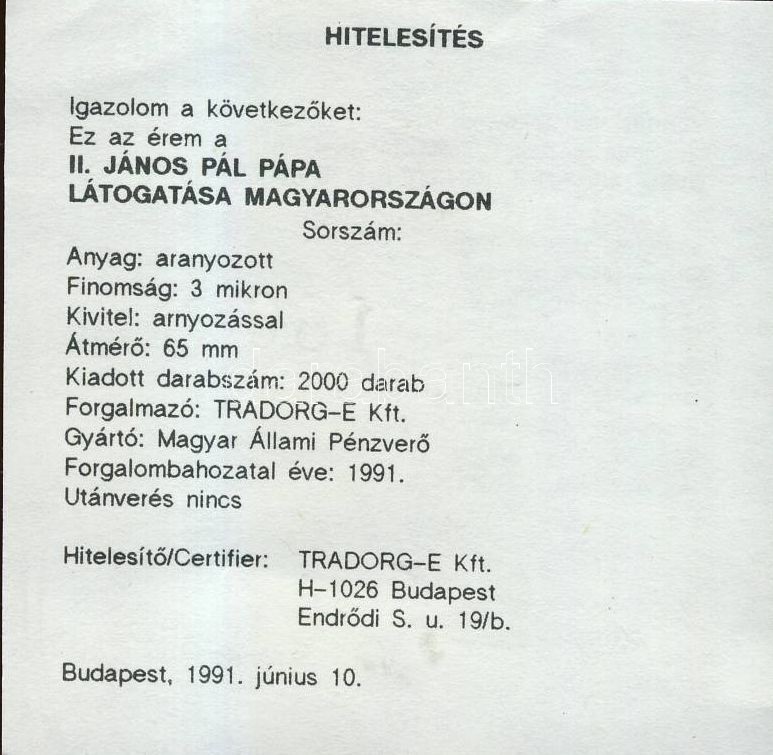 HITELESÍTÉS
Igazolom a következőket:
Ez az érem a
II. JÁNOS PÁL PÁPA
LÁTOGATÁSA MAGYARORSZÁGON
Sorszám:
Anyag: aranyozott
Finomság: 3 mikron
Kivitel: arnyozással
Átmérő: 65 mm
Kiadott darabszám: 2000 darab
Forgalmazó: TRADORG-E Kft.
Gyártó: Magyar Állami Pénzverő
Forgalombahozatal éve: 1991.
Utánverés nincs
Hitelesítő/Certifier: TRADORG-E Kft.
H-1026 Budapest
Endrődi S. u. 19/b.
Budapest, 1991. június 10.